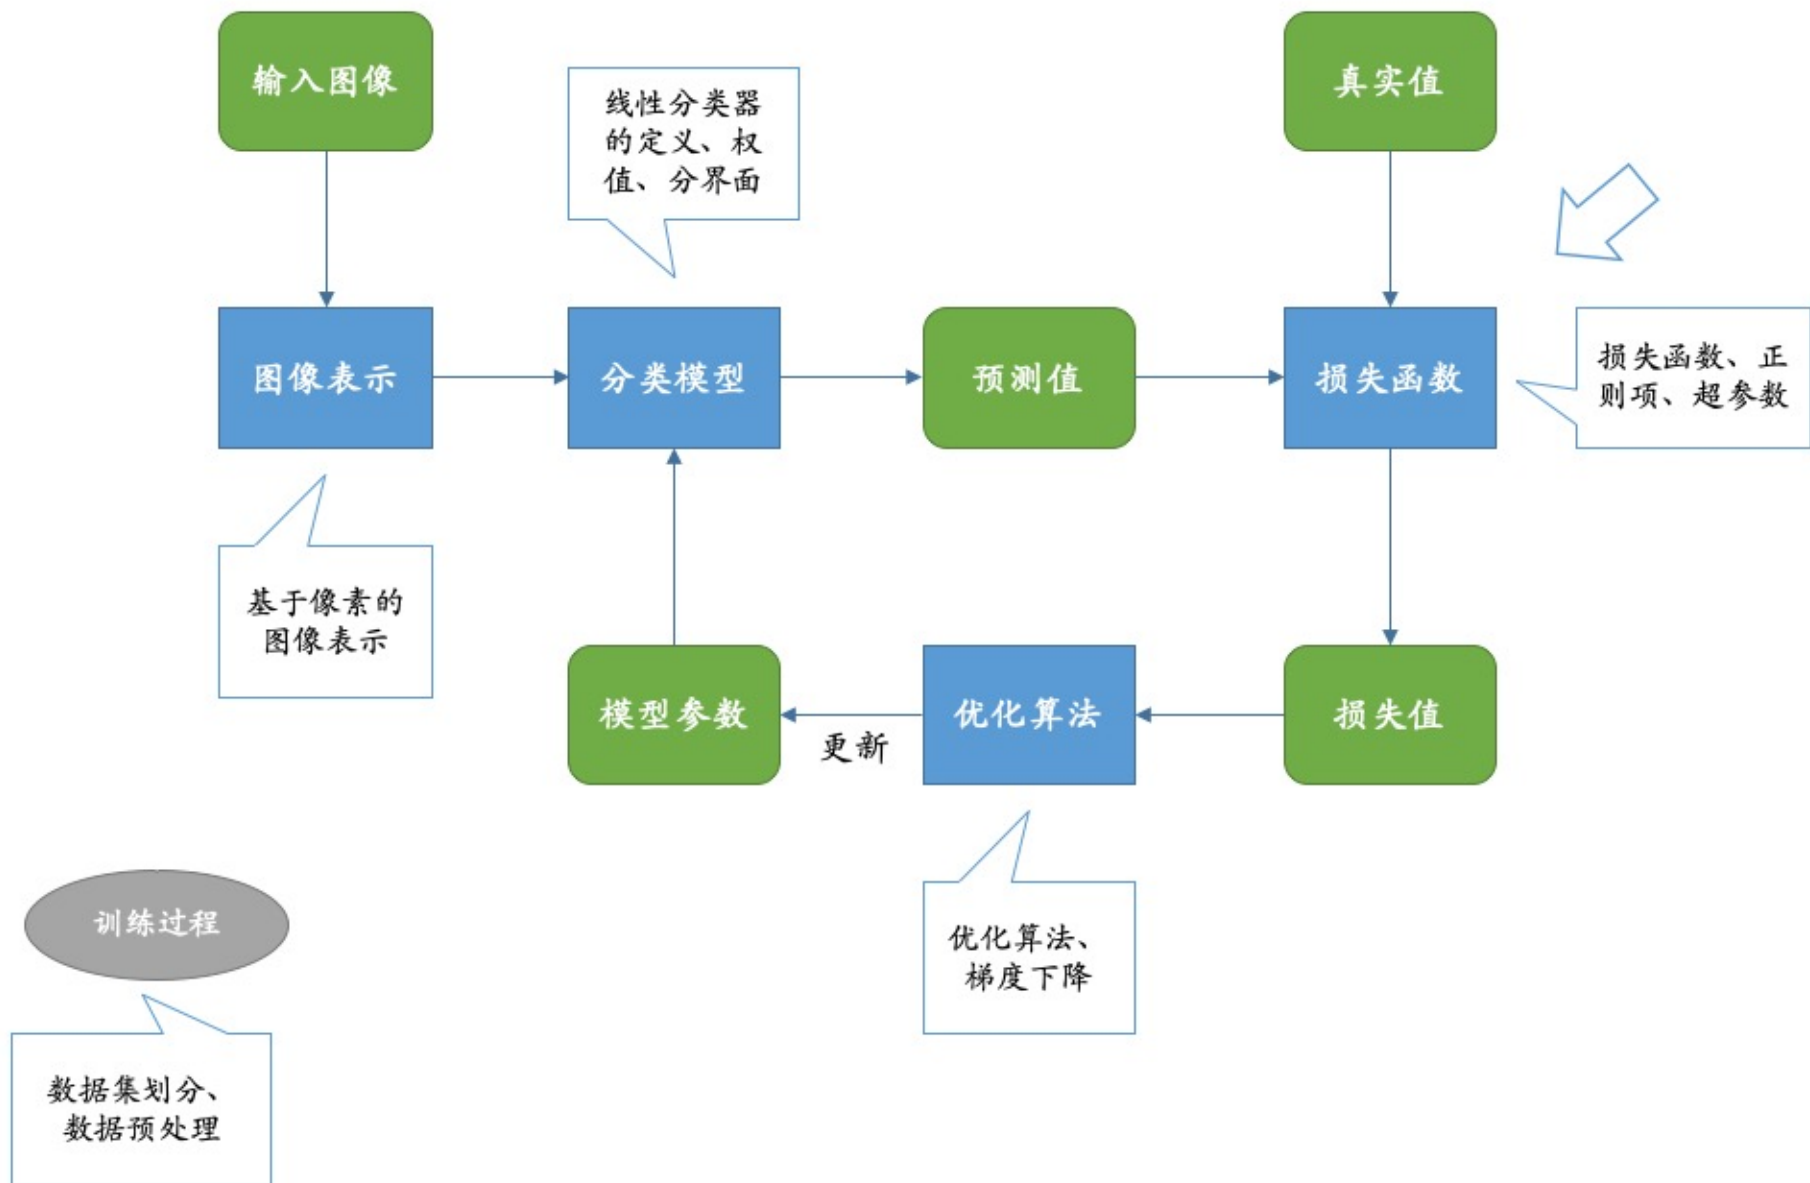 输入图像
真实值
线性分类器
的定义、权
值、分界面
图像表示
分类模型
预测值
损失函数
损失函数、正
则项、超参数
基于像素的
图像表示
模型参数
更新
优化算法
损失值
训练过程
优化算法、
梯度下降
数据集划分、
数据预处理